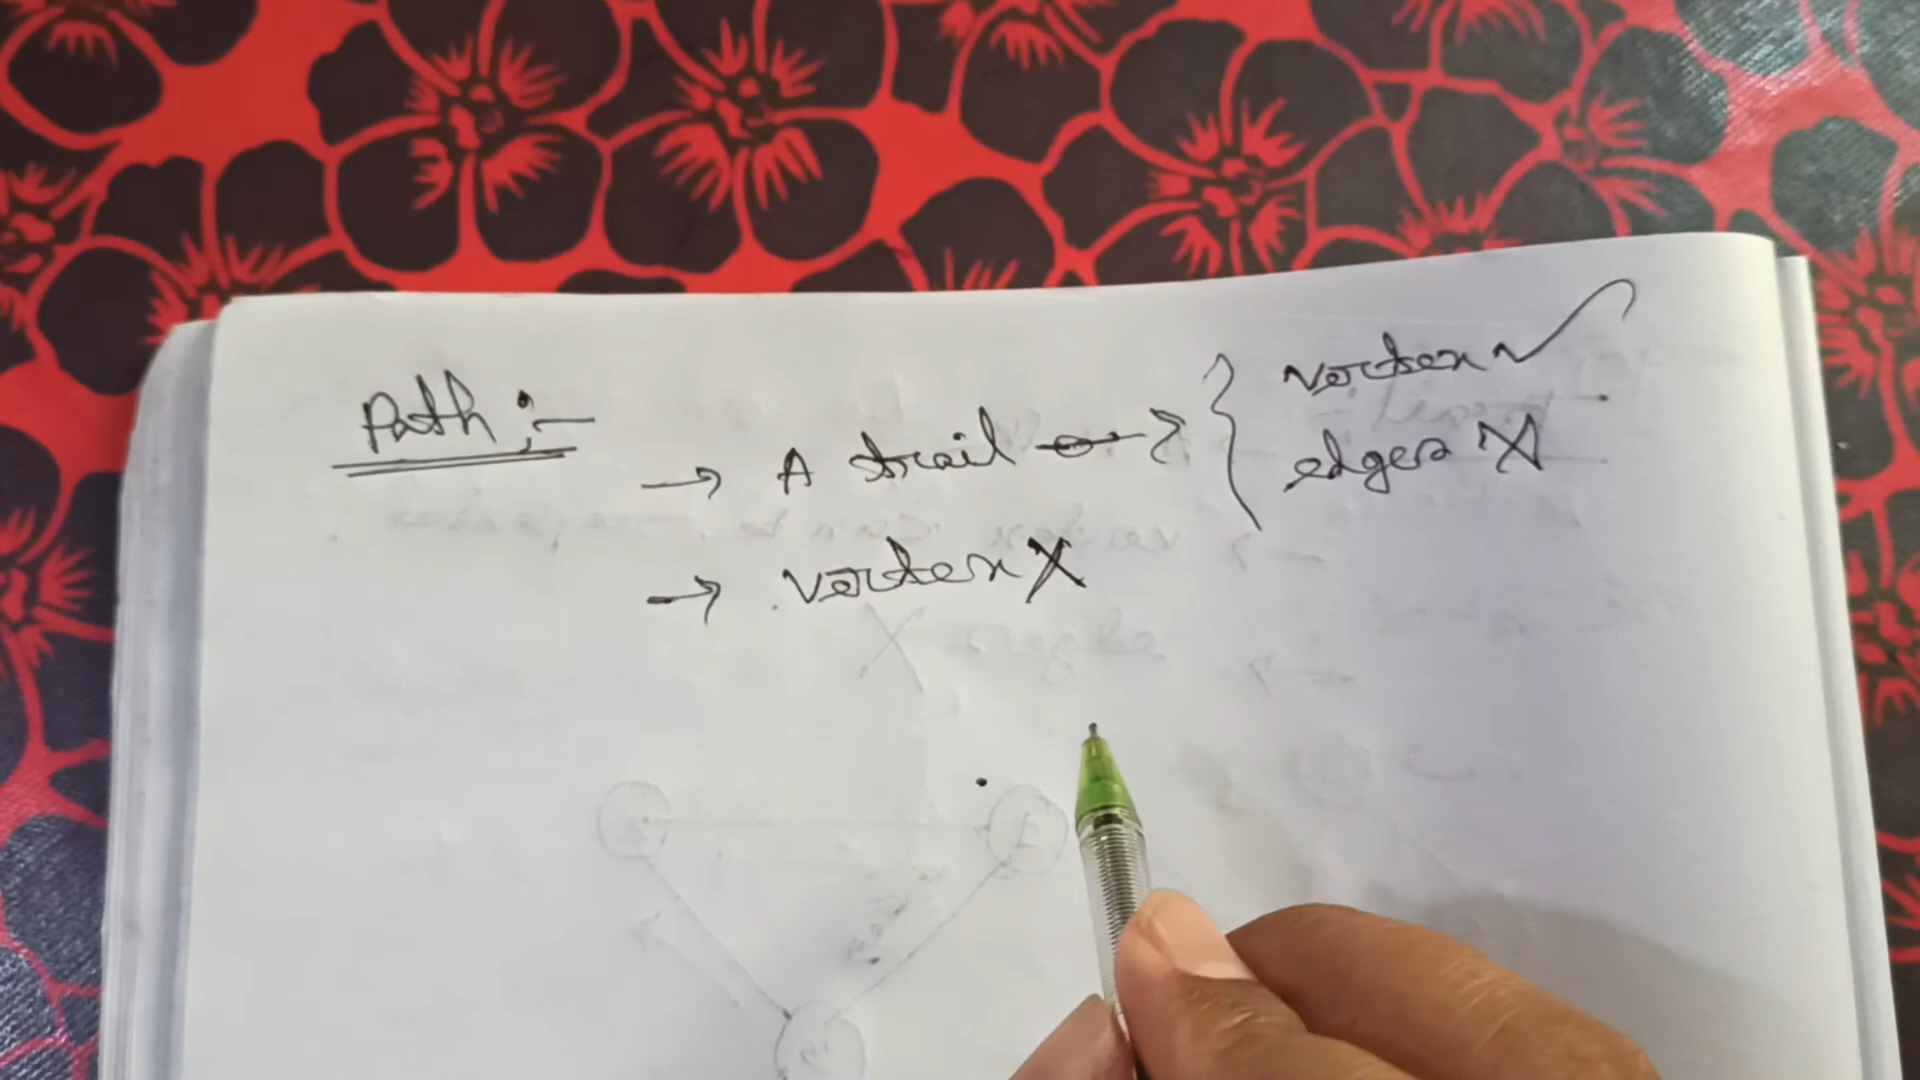 Path :-
→ A trail → { vertex ✓
edges X
→ vertex X